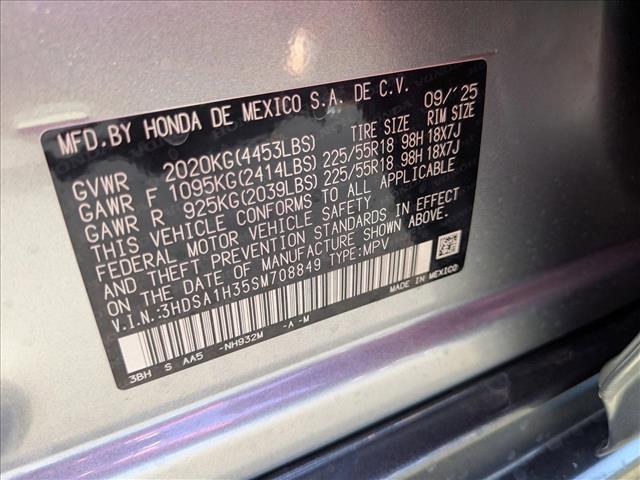 MFD.BY HONDA DE MEXICO S.A. DE C.V. 09/'25
GVWR 2020KG(4453LBS) TIRE SIZE RIM SIZE
GAWR F 1095KG(2414LBS) 225/55R18 98H 18X7J
GAWR R 925KG(2039LBS) 225/55R18 98H 18X7J
THIS VEHICLE CONFORMS TO ALL APPLICABLE
FEDERAL MOTOR VEHICLE SAFETY
AND THEFT PREVENTION STANDARDS IN EFFECT
ON THE DATE OF MANUFACTURE SHOWN ABOVE.
V.I.N.:3HDSA1H35SM708849 TYPE:MPV
3BH S AA5 -NH932M -A -M
MADE IN MEXICO